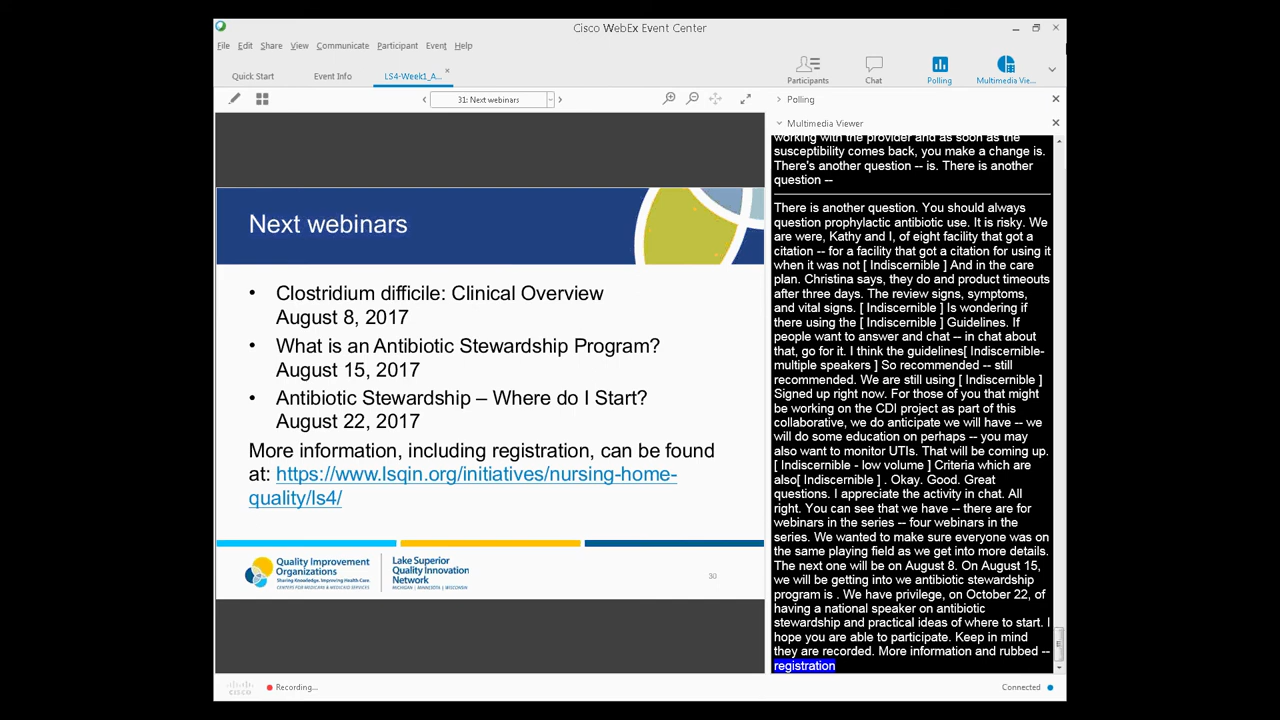 Cisco WebEx Event Center
File Edit Share View Communicate Participant Event Help
Quick Start Event Info LS4-Week1_A...
Participants Chat Polling Multimedia Vie...
31: Next webinars
Next webinars
• Clostridium difficile: Clinical Overview
August 8, 2017
• What is an Antibiotic Stewardship Program?
August 15, 2017
• Antibiotic Stewardship – Where do I Start?
August 22, 2017
More information, including registration, can be found
at: https://www.lsqin.org/initiatives/nursing-home-
quality/ls4/
Quality Improvement
Organizations
Sharing Knowledge. Improving Health Care.
CENTERS FOR MEDICARE & MEDICAID SERVICES
Lake Superior
Quality Innovation
Network
MICHIGAN | MINNESOTA | WISCONSIN
30
Polling
Multimedia Viewer
working with the provider and as soon as the
susceptibility comes back, you make a change is.
There's another question -- is. There is another
question --
There is another question. You should always
question prophylactic antibiotic use. It is risky. We
are were, Kathy and I, of eight facility that got a
citation -- for a facility that got a citation for using it
when it was not [ Indiscernible ] And in the care
plan. Christina says, they do and product timeouts
after three days. The review signs, symptoms,
and vital signs. [ Indiscernible ] Is wondering if
there using the [ Indiscernible ] Guidelines. If
people want to answer and chat -- in chat about
that, go for it. I think the guidelines[ Indiscernible-
multiple speakers ] So recommended -- still
recommended. We are still using [ Indiscernible ]
Signed up right now. For those of you that might
be working on the CDI project as part of this
collaborative, we do anticipate we will have -- we
will do some education on perhaps -- you may
also want to monitor UTIs. That will be coming up.
[ Indiscernible - low volume ] Criteria which are
also[ Indiscernible ] . Okay. Good. Great
questions. I appreciate the activity in chat. All
right. You can see that we have -- there are for
webinars in the series -- four webinars in the
series. We wanted to make sure everyone was on
the same playing field as we get into more details.
The next one will be on August 8. On August 15,
we will be getting into we antibiotic stewardship
program is . We have privilege, on October 22, of
having a national speaker on antibiotic
stewardship and practical ideas of where to start. I
hope you are able to participate. Keep in mind
they are recorded. More information and rubbed --
registration
cisco
Recording...
Connected